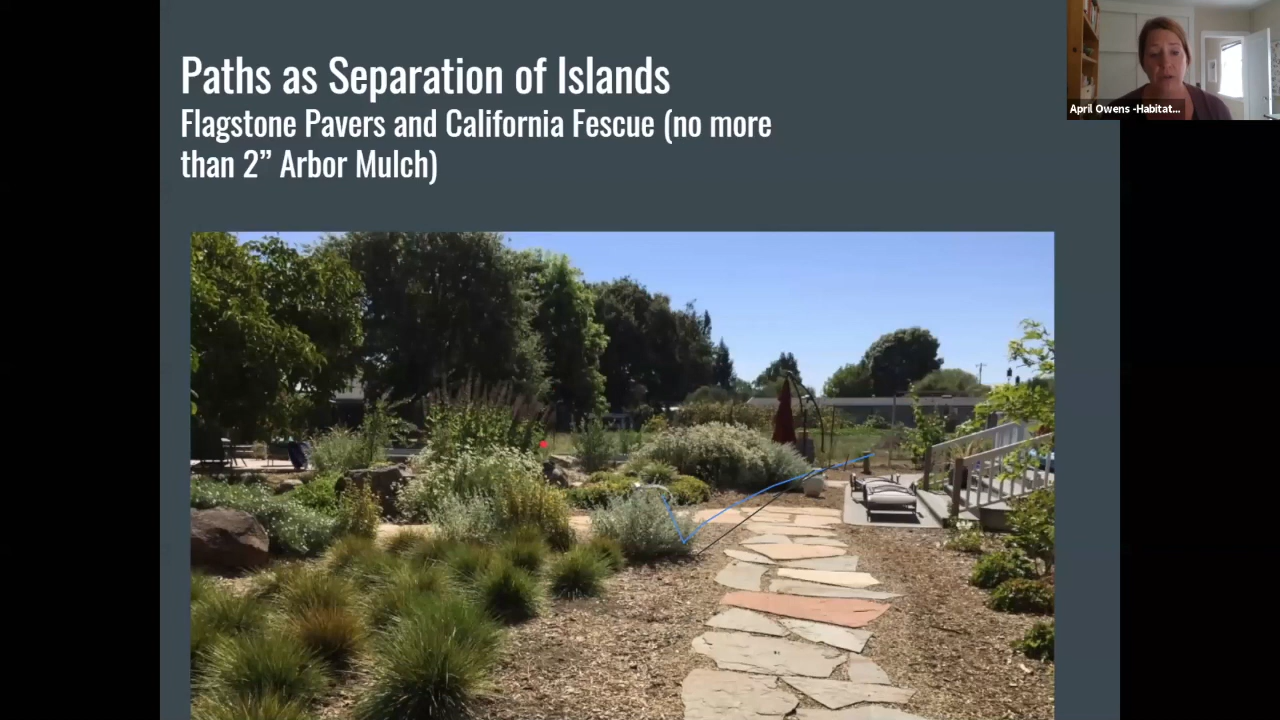 Paths as Separation of Islands
Flagstone Pavers and California Fescue (no more
than 2” Arbor Mulch)
April Owens -Habitat...